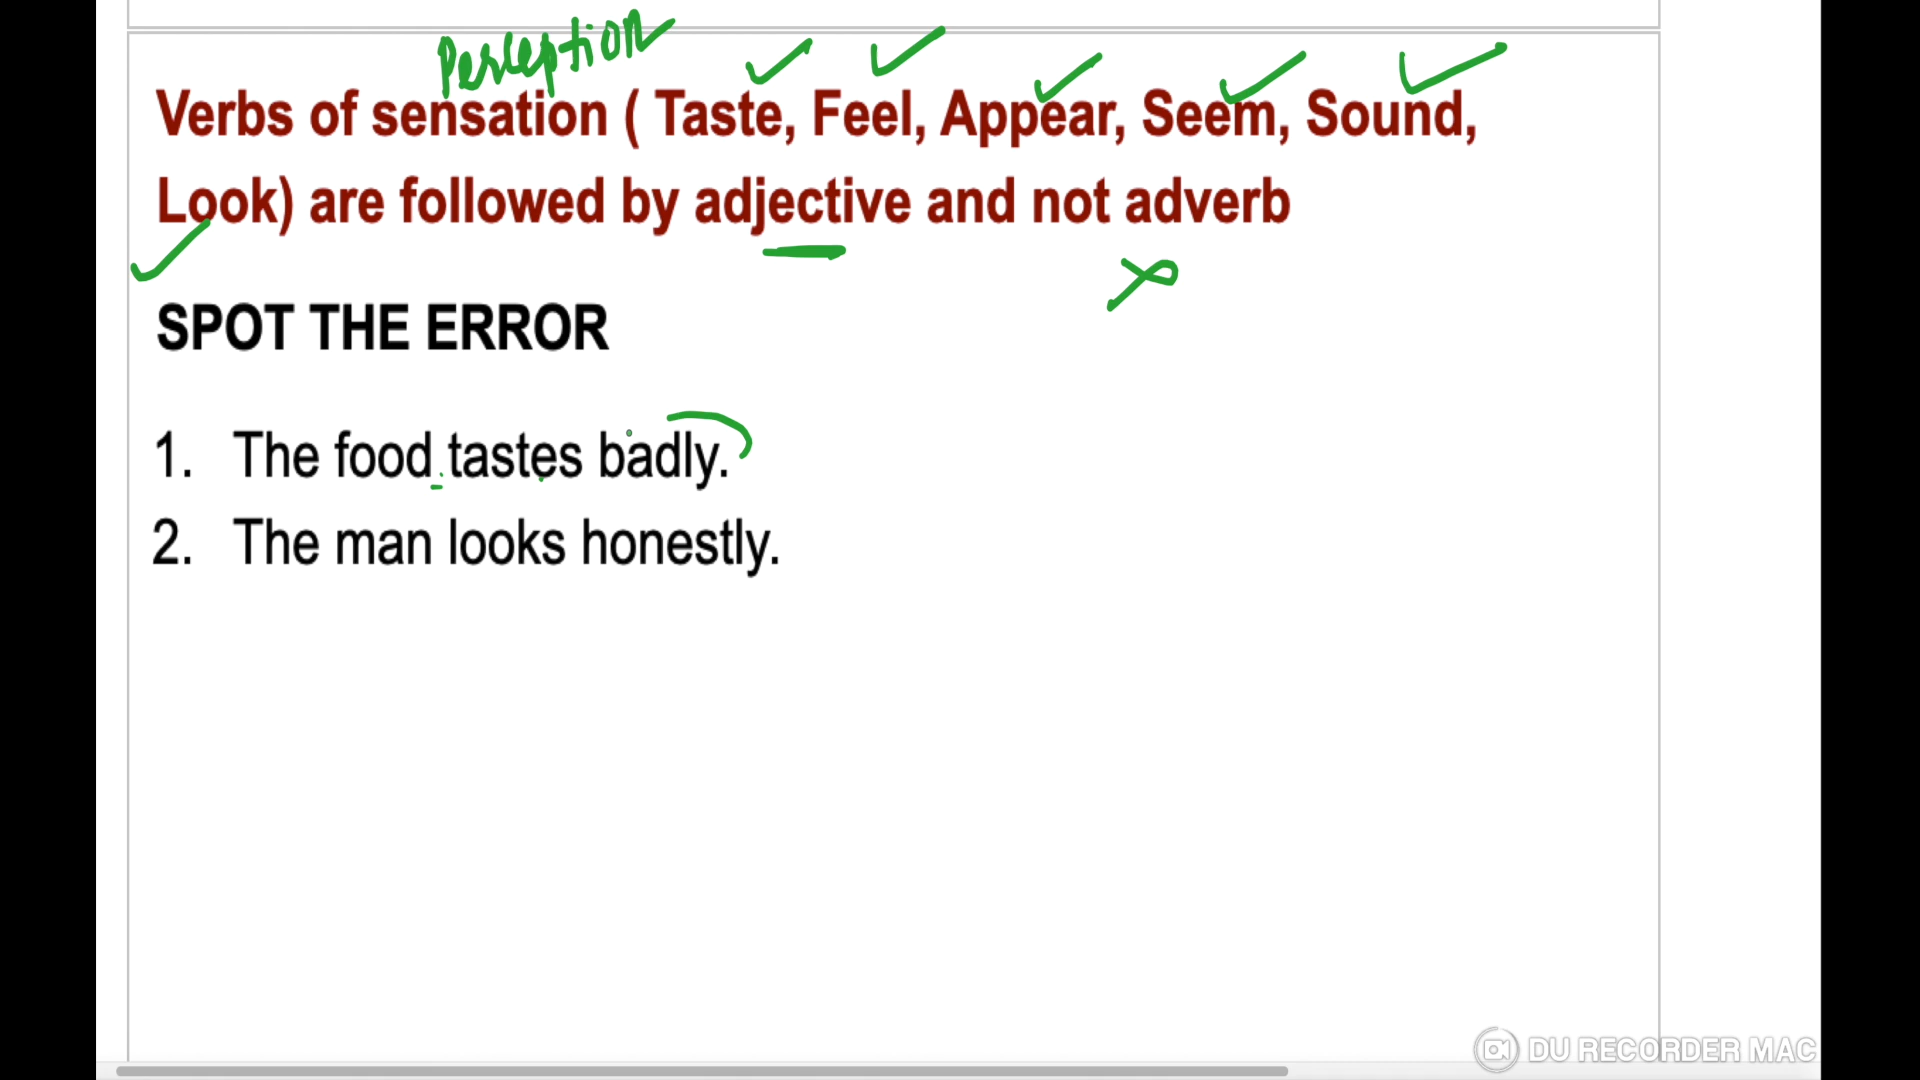 Perception
Verbs of sensation ( Taste, Feel, Appear, Seem, Sound,
Look) are followed by adjective and not adverb
SPOT THE ERROR
1. The food tastes badly.
2. The man looks honestly.
DU RECORDER MAC